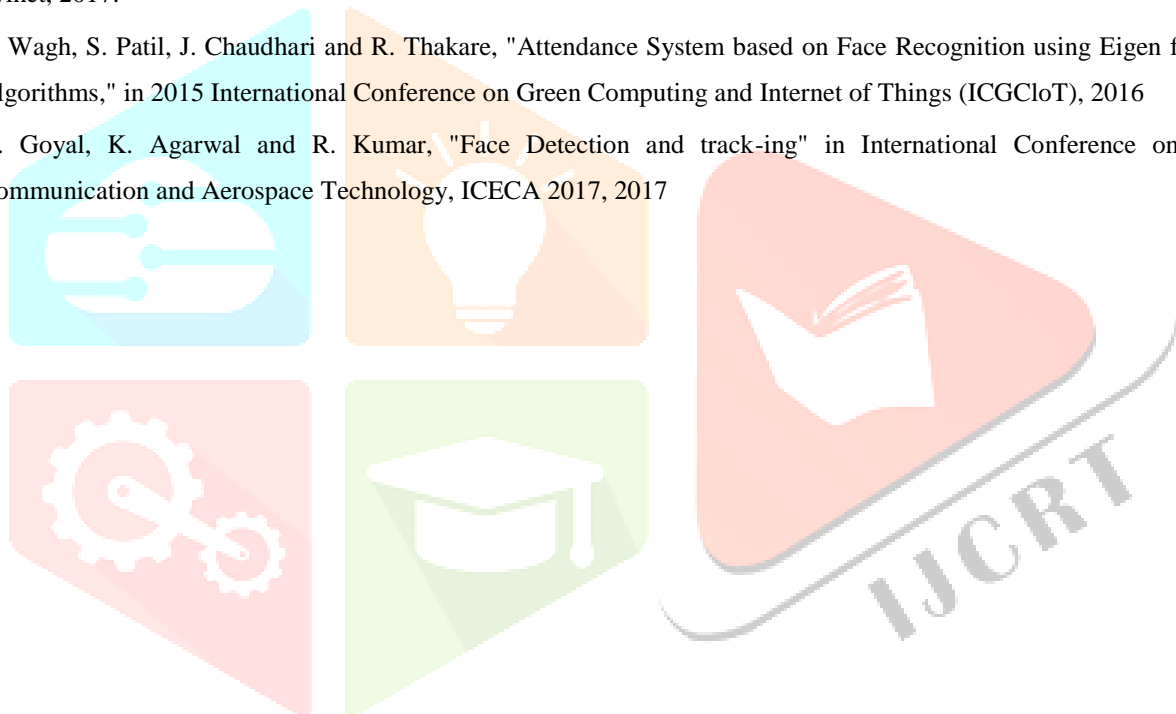 2017.
Wagh, S. Patil, J. Chaudhari and R. Thakare, "Attendance System based on Face Recognition using Eigen f
lgorithms," in 2015 International Conference on Green Computing and Internet of Things (ICGCloT), 2016
. Goyal, K. Agarwal and R. Kumar, "Face Detection and track-ing" in International Conference on
ommunication and Aerospace Technology, ICECA 2017, 2017
IJCRT